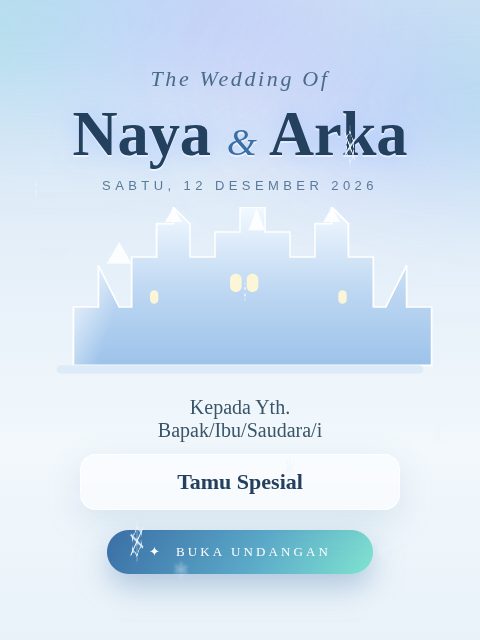 The Wedding Of
Naya & Arka
SABTU, 12 DESEMBER 2026
Kepada Yth.
Bapak/Ibu/Saudara/i
Tamu Spesial
✦ BUKA UNDANGAN